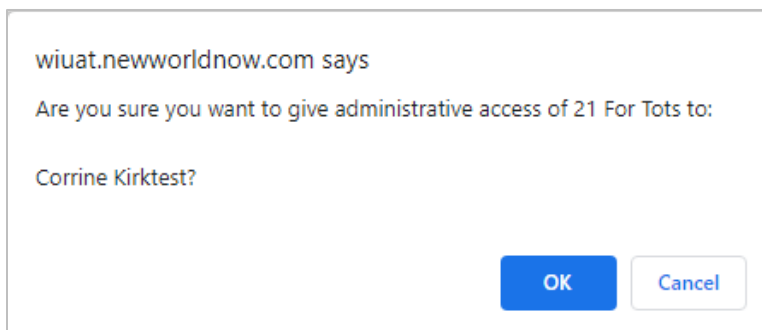 wiuat.newworldnow.com says
Are you sure you want to give administrative access of 21 For Tots to:
Corrine Kirktest?
OK
Cancel